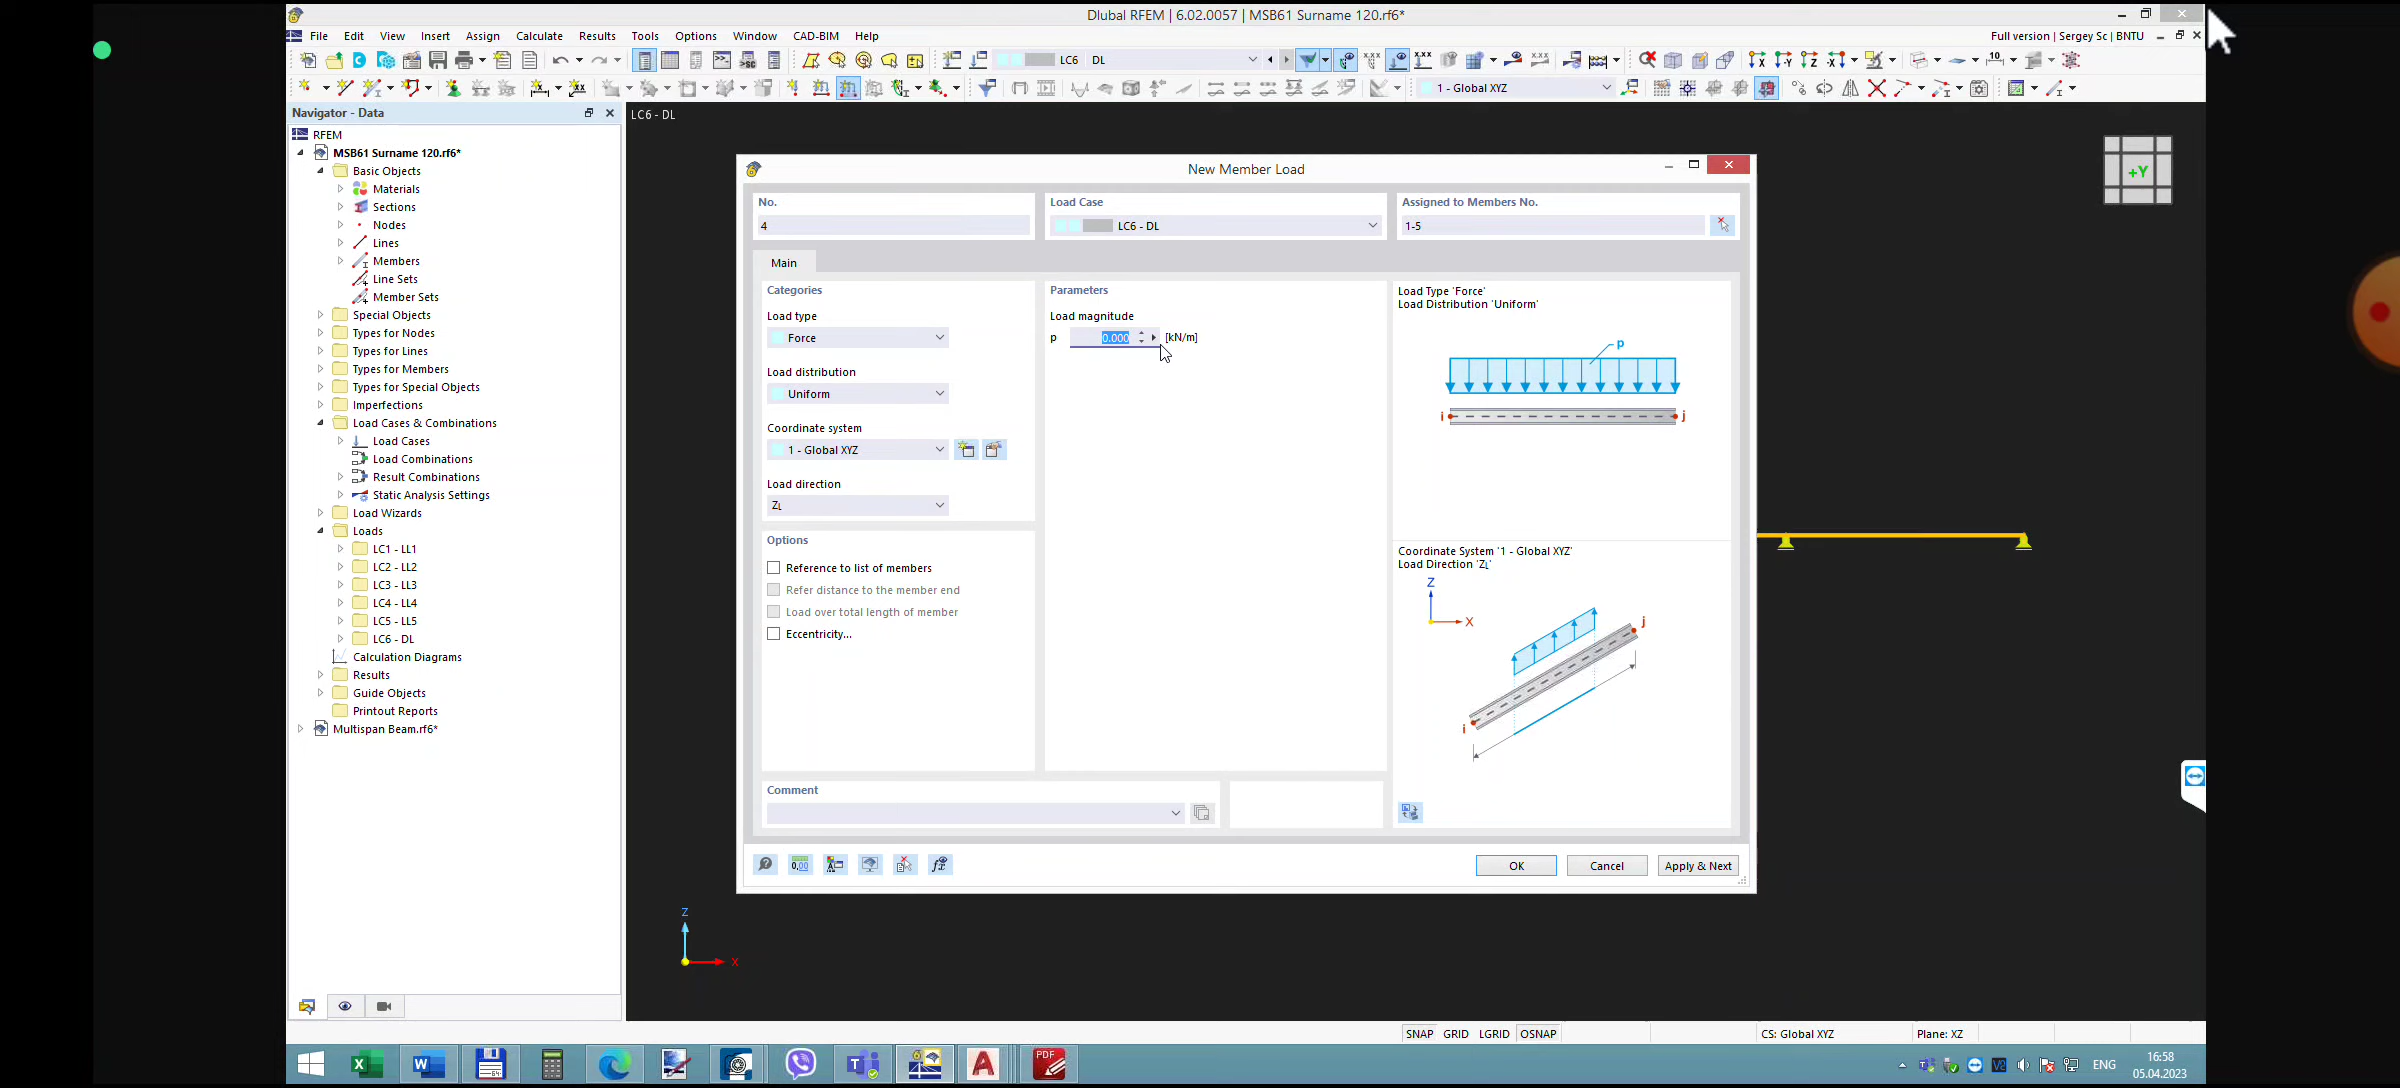 Dlubal RFEM | 6.02.0057 | MSB61 Surname 120.rf6*
File Edit View Insert Assign Calculate Results Tools Options Window CAD-BIM Help
Full version | Sergey Sc | BNTU
LC6 DL
1 - Global XYZ
Navigator - Data
RFEM
MSB61 Surname 120.rf6*
Basic Objects
Materials
Sections
Nodes
Lines
Members
Line Sets
Member Sets
Special Objects
Types for Nodes
Types for Lines
Types for Members
Types for Special Objects
Imperfections
Load Cases & Combinations
Load Cases
Load Combinations
Result Combinations
Static Analysis Settings
Load Wizards
Loads
LC1 - LL1
LC2 - LL2
LC3 - LL3
LC4 - LL4
LC5 - LL5
LC6 - DL
Calculation Diagrams
Results
Guide Objects
Printout Reports
Multispan Beam.rf6*
LC6 - DL
+Y
New Member Load
No.
4
Load Case
LC6 - DL
Assigned to Members No.
1-5
Main
Categories
Load type
Force
Load distribution
Uniform
Coordinate system
1 - Global XYZ
Load direction
ZL
Options
Reference to list of members
Refer distance to the member end
Load over total length of member
Eccentricity...
Parameters
Load magnitude
p 0.000 [kN/m]
Load Type 'Force'
Load Distribution 'Uniform'
p
i j
Coordinate System '1 - Global XYZ'
Load Direction 'ZL'
Z
X
j
i
Comment
OK Cancel Apply & Next
Z
X
SNAP GRID LGRID OSNAP CS: Global XYZ Plane: XZ
PDF
ENG
16:58
05.04.2023